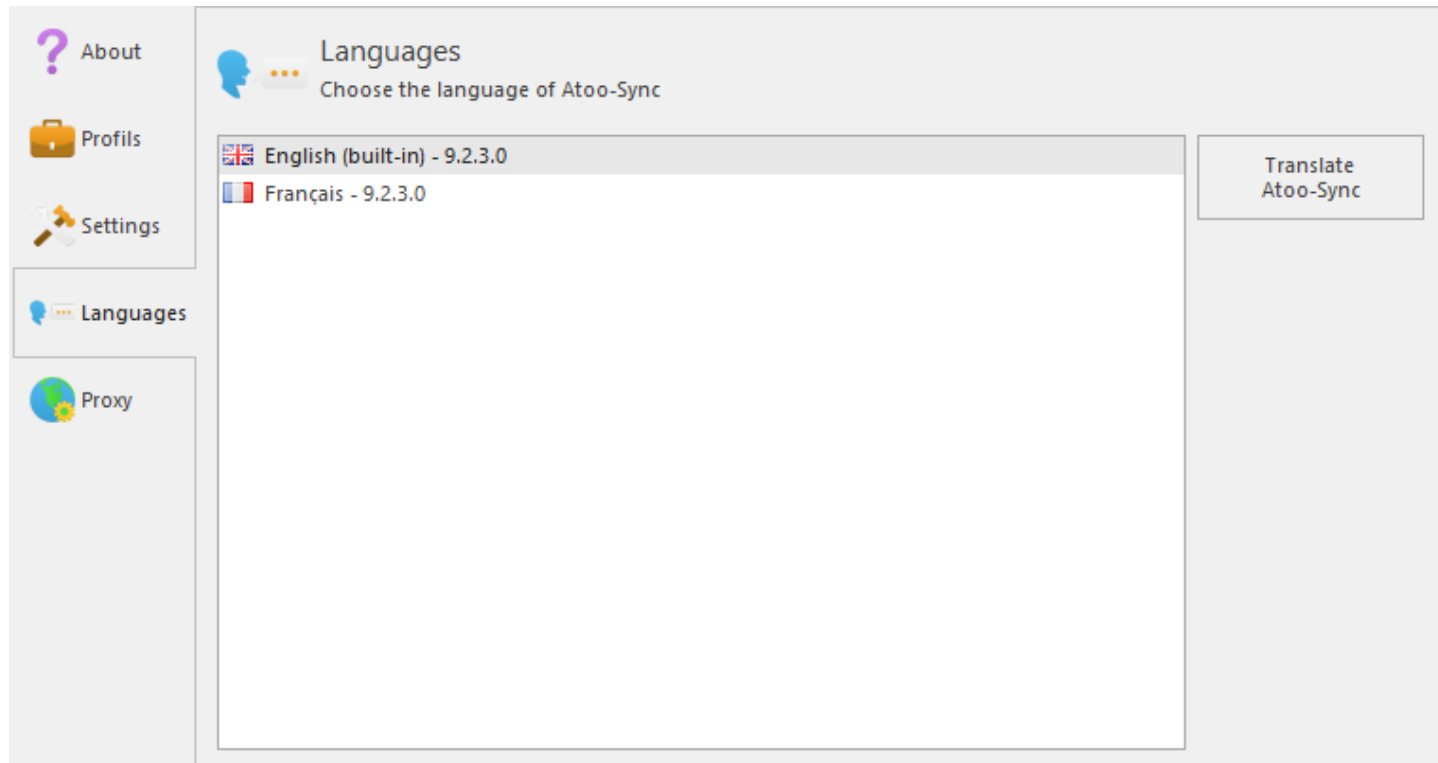 About
Profils
Settings
Languages
Proxy
Languages
Choose the language of Atoo-Sync
English (built-in) - 9.2.3.0
Français - 9.2.3.0
Translate
Atoo-Sync